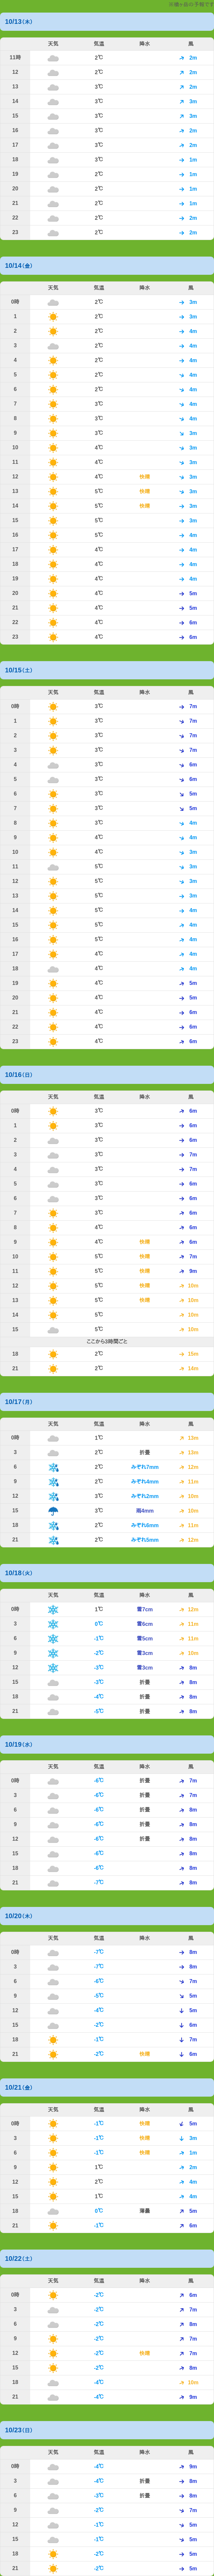 10/13(木)
天気 気温 降水 風
11時 2℃ 2m
12 2℃ 2m
13 3℃ 2m
14 3℃ 3m
15 3℃ 3m
16 3℃ 2m
17 3℃ 2m
18 3℃ 1m
19 2℃ 1m
20 2℃ 1m
21 2℃ 1m
22 2℃ 2m
23 2℃ 2m
10/14(金)
天気 気温 降水 風
0時 2℃ 3m
1 2℃ 3m
2 2℃ 4m
3 2℃ 4m
4 2℃ 4m
5 2℃ 4m
6 2℃ 4m
7 3℃ 4m
8 3℃ 4m
9 3℃ 3m
10 4℃ 3m
11 4℃ 3m
12 4℃ 快晴 3m
13 5℃ 快晴 3m
14 5℃ 快晴 3m
15 5℃ 3m
16 5℃ 4m
17 4℃ 4m
18 4℃ 4m
19 4℃ 4m
20 4℃ 5m
21 4℃ 5m
22 4℃ 6m
23 4℃ 6m
10/15(土)
天気 気温 降水 風
0時 3℃ 7m
1 3℃ 7m
2 3℃ 7m
3 3℃ 7m
4 3℃ 6m
5 3℃ 6m
6 3℃ 5m
7 3℃ 5m
8 3℃ 4m
9 4℃ 4m
10 4℃ 3m
11 5℃ 3m
12 5℃ 3m
13 5℃ 3m
14 5℃ 4m
15 5℃ 4m
16 5℃ 4m
17 4℃ 4m
18 4℃ 4m
19 4℃ 5m
20 4℃ 5m
21 4℃ 6m
22 4℃ 6m
23 4℃ 6m
10/16(日)
天気 気温 降水 風
0時 3℃ 6m
1 3℃ 6m
2 3℃ 6m
3 3℃ 7m
4 3℃ 7m
5 3℃ 6m
6 3℃ 6m
7 3℃ 6m
8 4℃ 6m
9 4℃ 快晴 6m
10 5℃ 快晴 7m
11 5℃ 快晴 9m
12 5℃ 快晴 10m
13 5℃ 快晴 10m
14 5℃ 10m
15 5℃ 10m
ここから3時間ごと
18 2℃ 15m
21 2℃ 14m
10/17(月)
天気 気温 降水 風
0時 1℃ 13m
3 2℃ 折曇 13m
6 2℃ みぞれ7mm 12m
9 2℃ みぞれ4mm 11m
12 3℃ みぞれ2mm 10m
15 3℃ 雨4mm 10m
18 2℃ みぞれ6mm 11m
21 2℃ みぞれ5mm 12m
10/18(火)
天気 気温 降水 風
0時 1℃ 雪7cm 12m
3 0℃ 雪6cm 11m
6 -1℃ 雪5cm 11m
9 -2℃ 雪3cm 10m
12 -3℃ 雪3cm 8m
15 -3℃ 折曇 8m
18 -4℃ 折曇 8m
21 -5℃ 折曇 8m
10/19(水)
天気 気温 降水 風
0時 -6℃ 折曇 7m
3 -6℃ 折曇 7m
6 -6℃ 折曇 8m
9 -6℃ 折曇 8m
12 -6℃ 折曇 8m
15 -6℃ 8m
18 -6℃ 8m
21 -7℃ 8m
10/20(木)
天気 気温 降水 風
0時 -7℃ 8m
3 -7℃ 8m
6 -6℃ 7m
9 -5℃ 5m
12 -4℃ 5m
15 -2℃ 6m
18 -1℃ 7m
21 -2℃ 快晴 6m
10/21(金)
天気 気温 降水 風
0時 -1℃ 快晴 5m
3 -1℃ 快晴 3m
6 -1℃ 快晴 1m
9 1℃ 2m
12 2℃ 4m
15 1℃ 4m
18 0℃ 薄曇 5m
21 -1℃ 6m
10/22(土)
天気 気温 降水 風
0時 -2℃ 6m
3 -2℃ 7m
6 -2℃ 8m
9 -2℃ 7m
12 -2℃ 快晴 7m
15 -2℃ 8m
18 -4℃ 10m
21 -4℃ 9m
10/23(日)
天気 気温 降水 風
0時 -4℃ 9m
3 -4℃ 折曇 8m
6 -3℃ 折曇 8m
9 -2℃ 7m
12 -1℃ 5m
15 -1℃ 5m
18 -2℃ 5m
21 -2℃ 5m